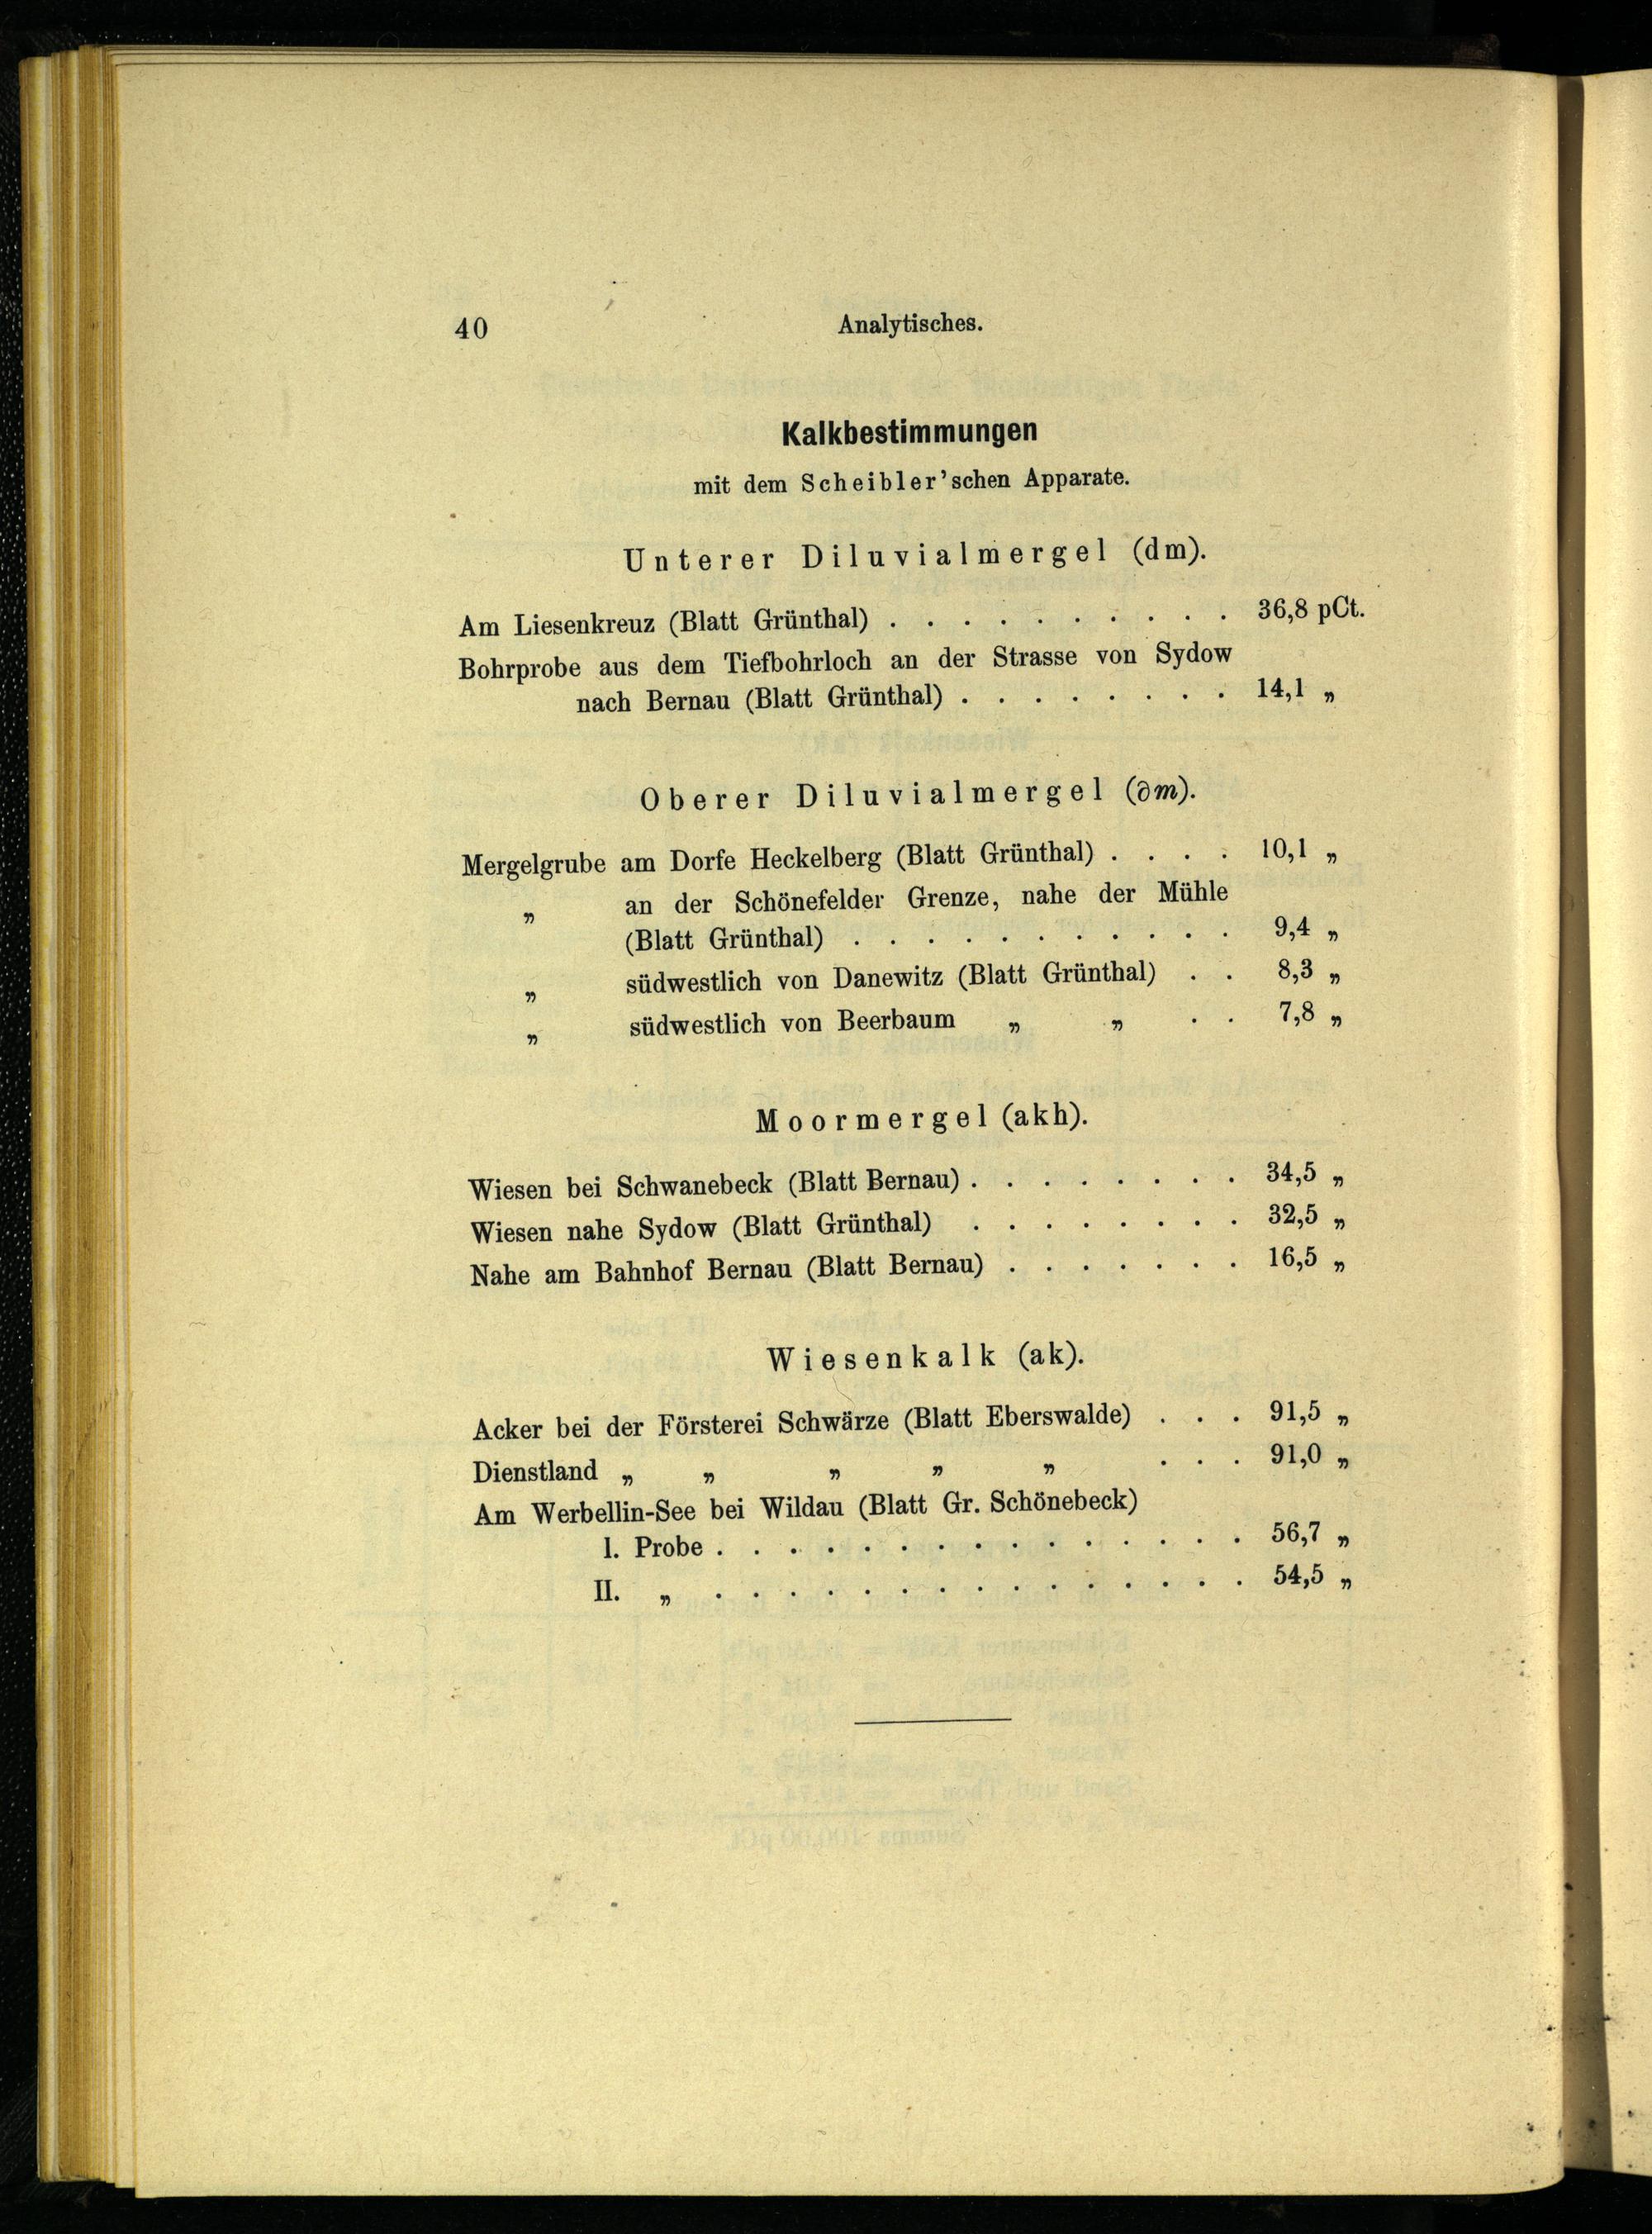 40 Analytisches.
Kalkbestimmungen
mit dem Scheibler'schen Apparate.
Unterer Diluvialmergel (dm).
Am Liesenkreuz (Blatt Grünthal) . . . . . . . . . . 36,8 pCt.
Bohrprobe aus dem Tiefbohrloch an der Strasse von Sydow
nach Bernau (Blatt Grünthal) . . . . . . . . 14,1 „
Oberer Diluvialmergel (∂m).
Mergelgrube am Dorfe Heckelberg (Blatt Grünthal) . . . . 10,1 „
„ an der Schönefelder Grenze, nahe der Mühle
(Blatt Grünthal) . . . . . . . . . . . 9,4 „
„ südwestlich von Danewitz (Blatt Grünthal) . . 8,3 „
„ südwestlich von Beerbaum „ „ . . 7,8 „
Moormergel (akh).
Wiesen bei Schwanebeck (Blatt Bernau) . . . . . . . . 34,5 „
Wiesen nahe Sydow (Blatt Grünthal) . . . . . . . . 32,5 „
Nahe am Bahnhof Bernau (Blatt Bernau) . . . . . . . 16,5 „
Wiesenkalk (ak).
Acker bei der Försterei Schwärze (Blatt Eberswalde) . . . 91,5 „
Dienstland „ „ „ „ „ . . . 91,0 „
Am Werbellin-See bei Wildau (Blatt Gr. Schönebeck)
I. Probe . . . . . . . . . . . . . . . 56,7 „
II. „ . . . . . . . . . . . . . . . 54,5 „